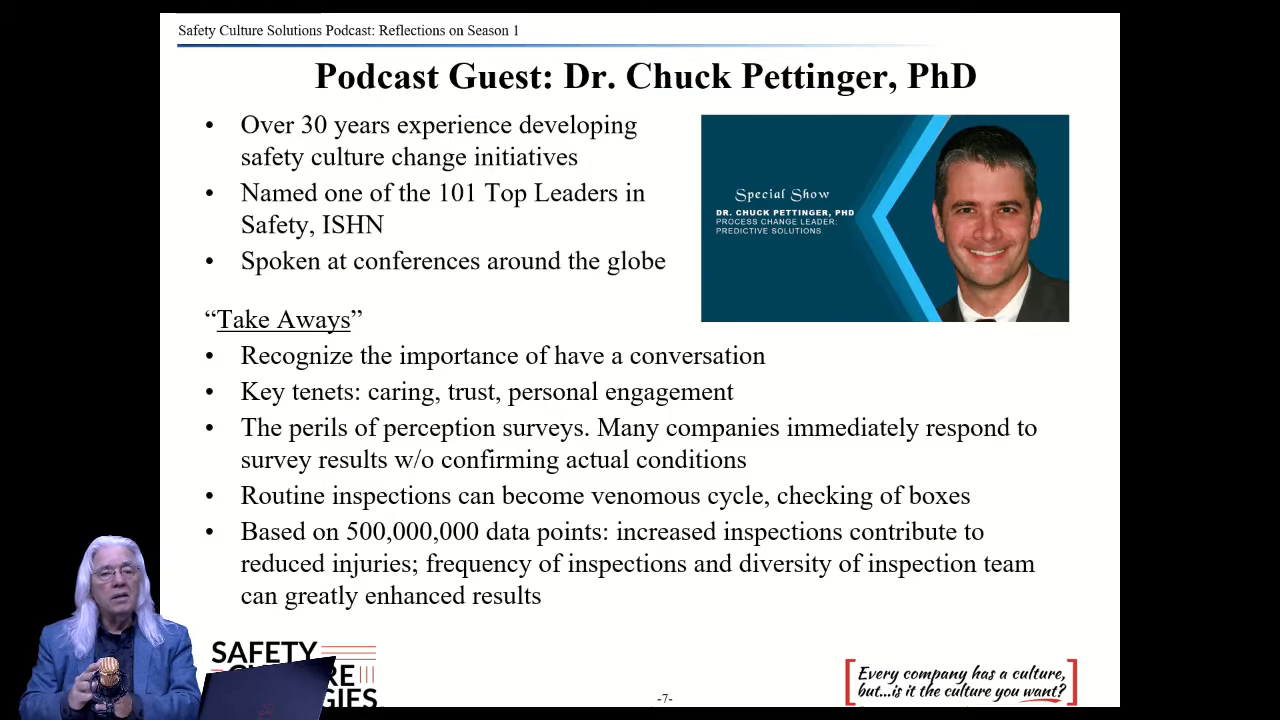 Safety Culture Solutions Podcast: Reflections on Season 1
Podcast Guest: Dr. Chuck Pettinger, PhD
• Over 30 years experience developing
safety culture change initiatives
• Named one of the 101 Top Leaders in
Safety, ISHN
• Spoken at conferences around the globe
Special Show
DR. CHUCK PETTINGER, PHD
PROCESS CHANGE LEADER:
PREDICTIVE SOLUTIONS
“Take Aways”
• Recognize the importance of have a conversation
• Key tenets: caring, trust, personal engagement
• The perils of perception surveys. Many companies immediately respond to
survey results w/o confirming actual conditions
• Routine inspections can become venomous cycle, checking of boxes
• Based on 500,000,000 data points: increased inspections contribute to
reduced injuries; frequency of inspections and diversity of inspection team
can greatly enhanced results
SAFETY
-7-
Every company has a culture,
but...is it the culture you want?